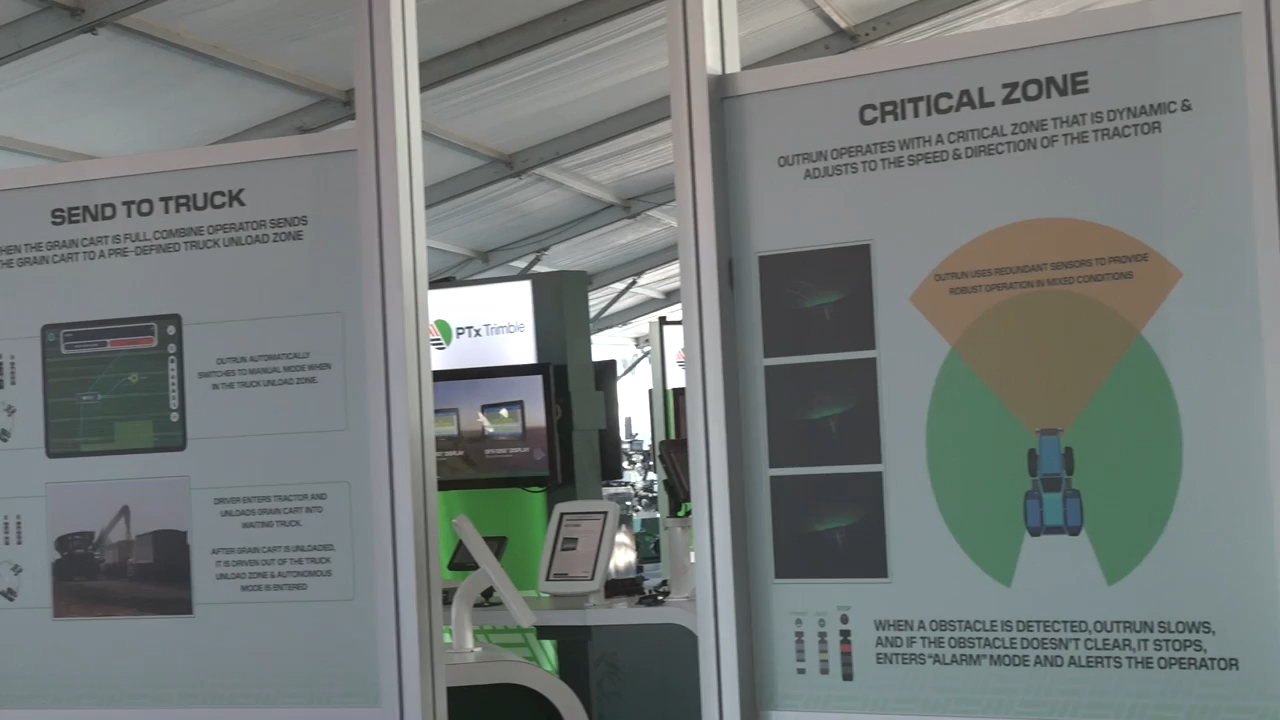 SEND TO TRUCK
WHEN THE GRAIN CART IS FULL, COMBINE OPERATOR SENDS
THE GRAIN CART TO A PRE-DEFINED TRUCK UNLOAD ZONE
OUTRUN AUTOMATICALLY
SWITCHES TO MANUAL MODE WHEN
IN THE TRUCK UNLOAD ZONE.
DRIVER ENTERS TRACTOR AND
UNLOADS GRAIN CART INTO
WAITING TRUCK.
AFTER GRAIN CART IS UNLOADED,
IT IS DRIVEN OUT OF THE TRUCK
UNLOAD ZONE & AUTONOMOUS
MODE IS ENTERED
PTx Trimble
CRITICAL ZONE
OUTRUN OPERATES WITH A CRITICAL ZONE THAT IS DYNAMIC &
ADJUSTS TO THE SPEED & DIRECTION OF THE TRACTOR
OUTRUN USES REDUNDANT SENSORS TO PROVIDE
ROBUST OPERATION IN MIXED CONDITIONS
STOP
WHEN A OBSTACLE IS DETECTED, OUTRUN SLOWS,
AND IF THE OBSTACLE DOESN'T CLEAR, IT STOPS,
ENTERS "ALARM" MODE AND ALERTS THE OPERATOR